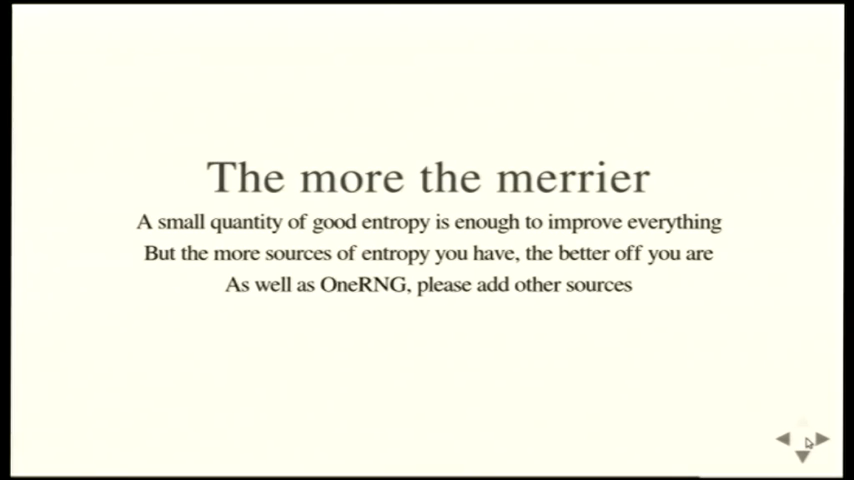 The more the merrier
A small quantity of good entropy is enough to improve everything
But the more sources of entropy you have, the better off you are
As well as OneRNG, please add other sources